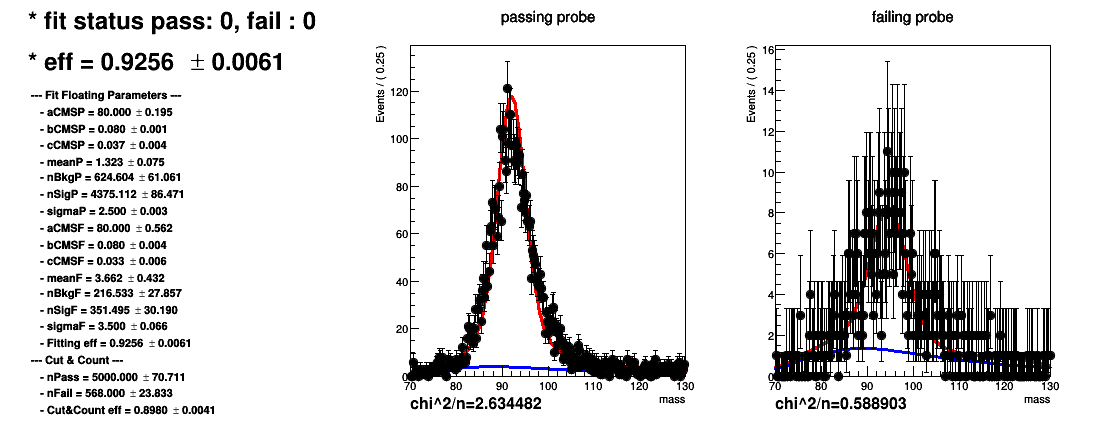 * fit status pass: 0, fail : 0
* eff = 0.9256 ± 0.0061
--- Fit Floating Parameters ---
- aCMSP = 80.000 ± 0.195
- bCMSP = 0.080 ± 0.001
- cCMSP = 0.037 ± 0.004
- meanP = 1.323 ± 0.075
- nBkgP = 624.604 ± 61.061
- nSigP = 4375.112 ± 86.471
- sigmaP = 2.500 ± 0.003
- aCMSF = 80.000 ± 0.562
- bCMSF = 0.080 ± 0.004
- cCMSF = 0.033 ± 0.006
- meanF = 3.662 ± 0.432
- nBkgF = 216.533 ± 27.857
- nSigF = 351.495 ± 30.190
- sigmaF = 3.500 ± 0.066
- Fitting eff = 0.9256 ± 0.0061
--- Cut & Count ---
- nPass = 5000.000 ± 70.711
- nFail = 568.000 ± 23.833
- Cut&Count eff = 0.8980 ± 0.0041
passing probe
Events / ( 0.25 )
120
100
80
60
40
20
0
70 80 90 100 110 120 130
mass
chi^2/n=2.634482
failing probe
Events / ( 0.25 )
16
14
12
10
8
6
4
2
0
70 80 90 100 110 120 130
mass
chi^2/n=0.588903